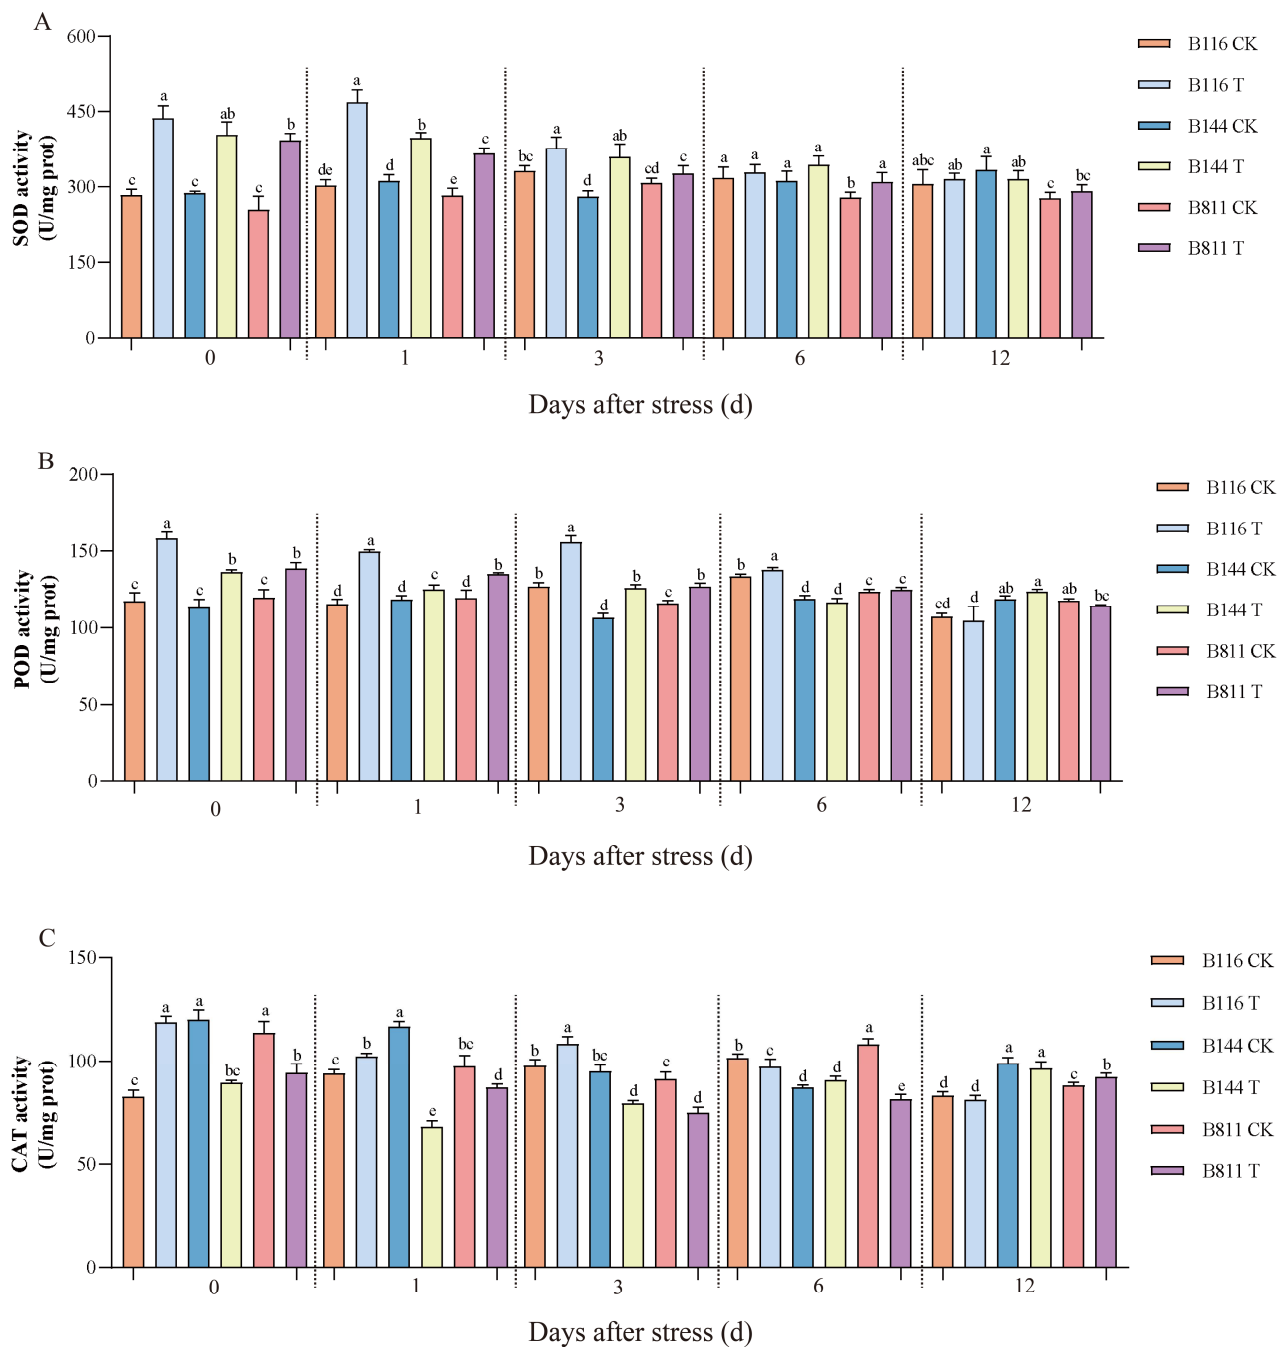 A
600
450
300
150
0
SOD activity
(U/mg prot)
c a c ab c b
de a d b e c
bc a d ab cd c
a a a a b a
abc ab a ab c bc
0 1 3 6 12
Days after stress (d)
B116 CK
B116 T
B144 CK
B144 T
B811 CK
B811 T
B
200
150
100
50
0
POD activity
(U/mg prot)
c a c b c b
d a d c d b
b a d b c b
b a d d c c
cd d ab a ab bc
0 1 3 6 12
Days after stress (d)
B116 CK
B116 T
B144 CK
B144 T
B811 CK
B811 T
C
150
100
50
0
CAT activity
(U/mg prot)
c a a bc a b
c b a e bc d
b a bc d c d
b c d d a e
d d a a c b
0 1 3 6 12
Days after stress (d)
B116 CK
B116 T
B144 CK
B144 T
B811 CK
B811 T